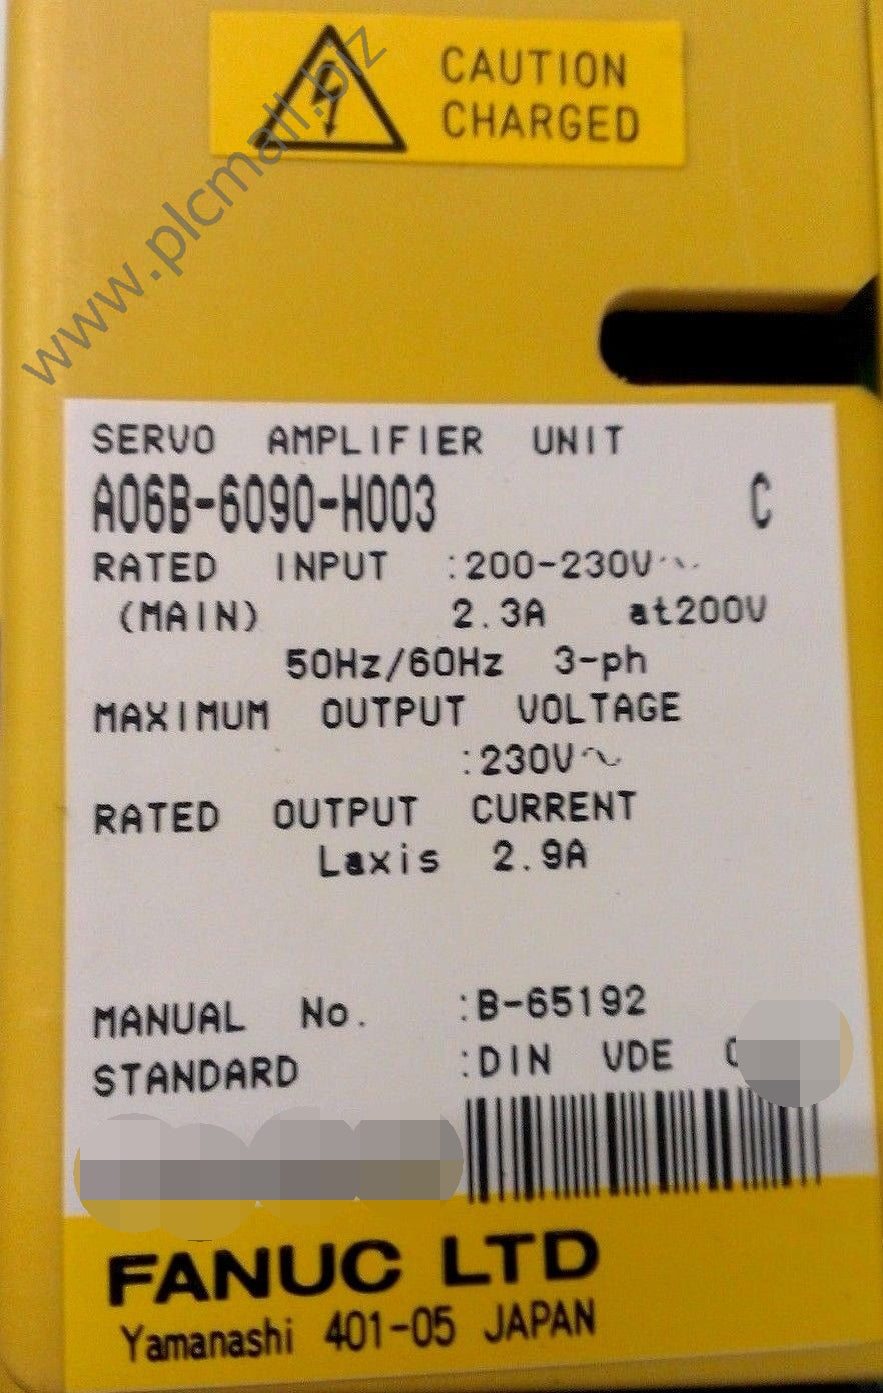 CAUTION
CHARGED
www.plcmall.biz
SERVO AMPLIFIER UNIT
A06B-6090-H003 C
RATED INPUT :200-230V~
(MAIN) 2.3A at200V
50Hz/60Hz 3-ph
MAXIMUM OUTPUT VOLTAGE
:230V~
RATED OUTPUT CURRENT
Laxis 2.9A
MANUAL No. :B-65192
STANDARD :DIN VDE
FANUC LTD
Yamanashi 401-05 JAPAN